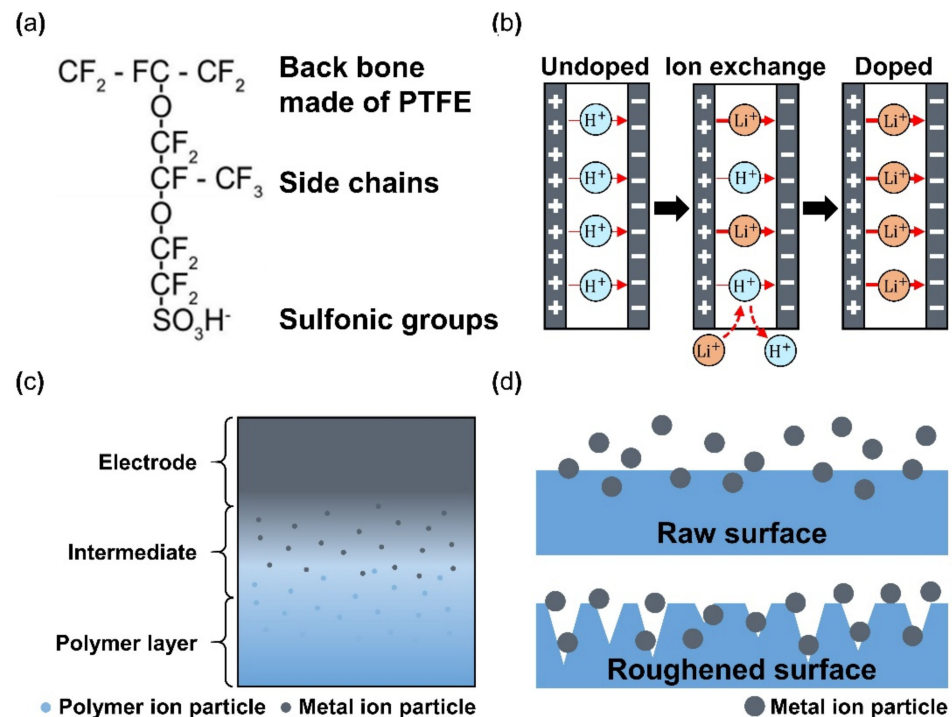 (a)
CF₂ - FC - CF₂
O
CF₂
CF - CF₃
O
CF₂
CF₂
SO₃H⁻
Back bone
made of PTFE
Side chains
Sulfonic groups
(b)
Undoped Ion exchange Doped
+ H⁺ −
+ Li⁺ −
+ Li⁺ −
+ H⁺ −
+ H⁺ −
+ Li⁺ −
+ H⁺ −
+ Li⁺ −
+ Li⁺ −
+ H⁺ −
+ H⁺ −
+ Li⁺ −
Li⁺ H⁺
(c)
Electrode
Intermediate
Polymer layer
Polymer ion particle Metal ion particle
(d)
Raw surface
Roughened surface
Metal ion particle